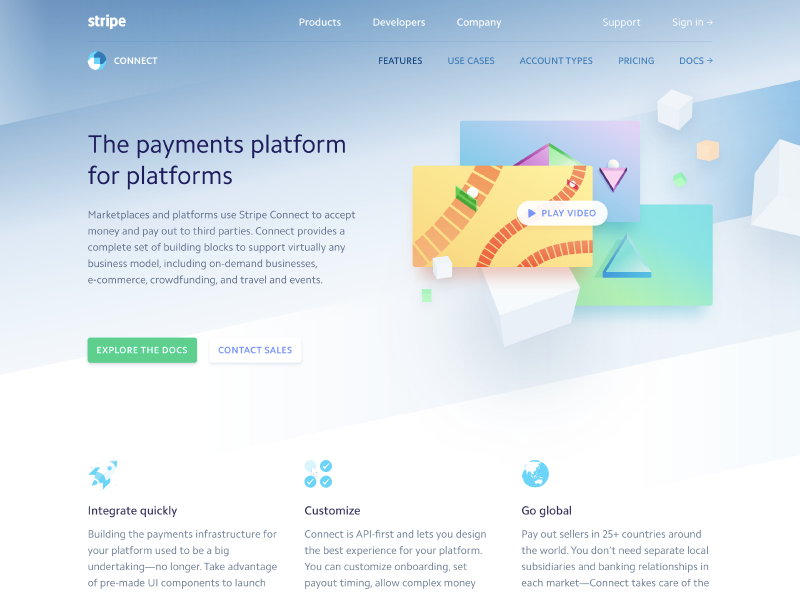 stripe
Products
Developers
Company
Support
Sign in →
CONNECT
FEATURES
USE CASES
ACCOUNT TYPES
PRICING
DOCS →
The payments platform
for platforms
Marketplaces and platforms use Stripe Connect to accept
money and pay out to third parties. Connect provides a
complete set of building blocks to support virtually any
business model, including on-demand businesses,
e-commerce, crowdfunding, and travel and events.
PLAY VIDEO
EXPLORE THE DOCS
CONTACT SALES
Integrate quickly
Building the payments infrastructure for
your platform used to be a big
undertaking—no longer. Take advantage
of pre-made UI components to launch
Customize
Connect is API-first and lets you design
the best experience for your platform.
You can customize onboarding, set
payout timing, allow complex money
Go global
Pay out sellers in 25+ countries around
the world. You don’t need separate local
subsidiaries and banking relationships in
each market—Connect takes care of the